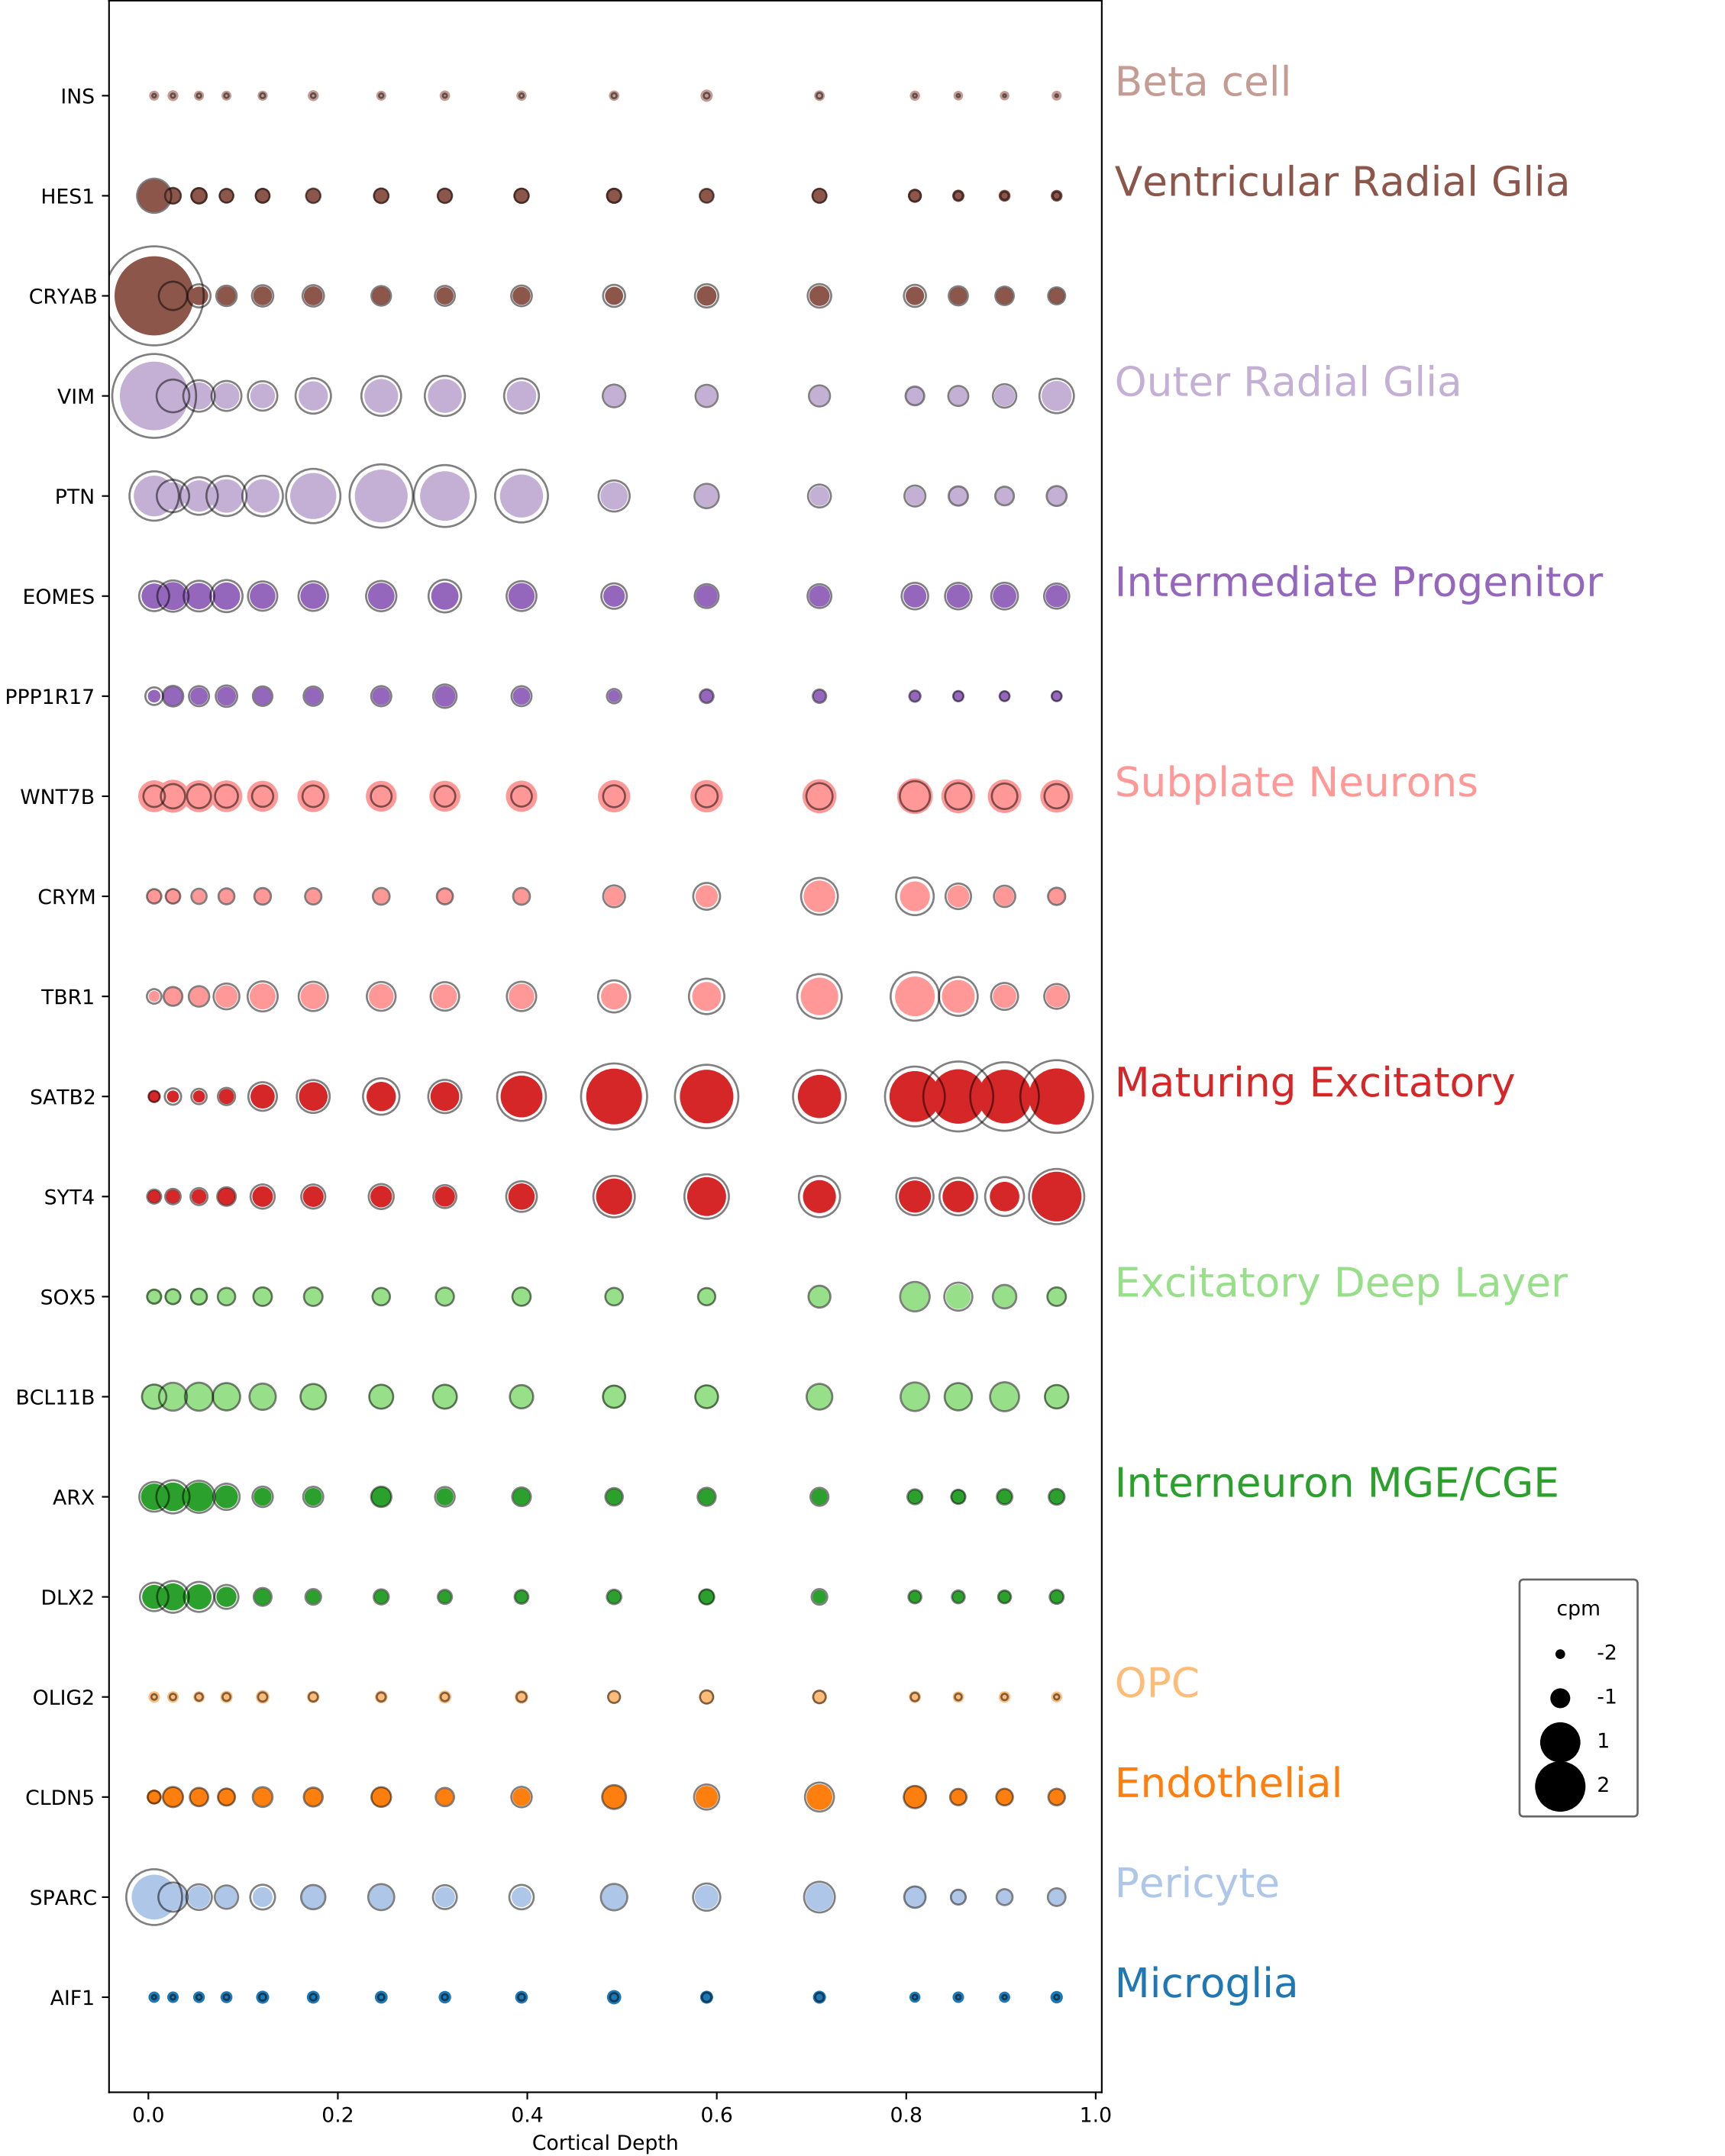 INS
Beta cell
HES1
Ventricular Radial Glia
CRYAB
VIM
Outer Radial Glia
PTN
EOMES
Intermediate Progenitor
PPP1R17
WNT7B
Subplate Neurons
CRYM
TBR1
SATB2
Maturing Excitatory
SYT4
SOX5
Excitatory Deep Layer
BCL11B
ARX
Interneuron MGE/CGE
DLX2
OLIG2
OPC
CLDN5
Endothelial
SPARC
Pericyte
AIF1
Microglia
cpm
-2
-1
1
2
0.0 0.2 0.4 0.6 0.8 1.0
Cortical Depth